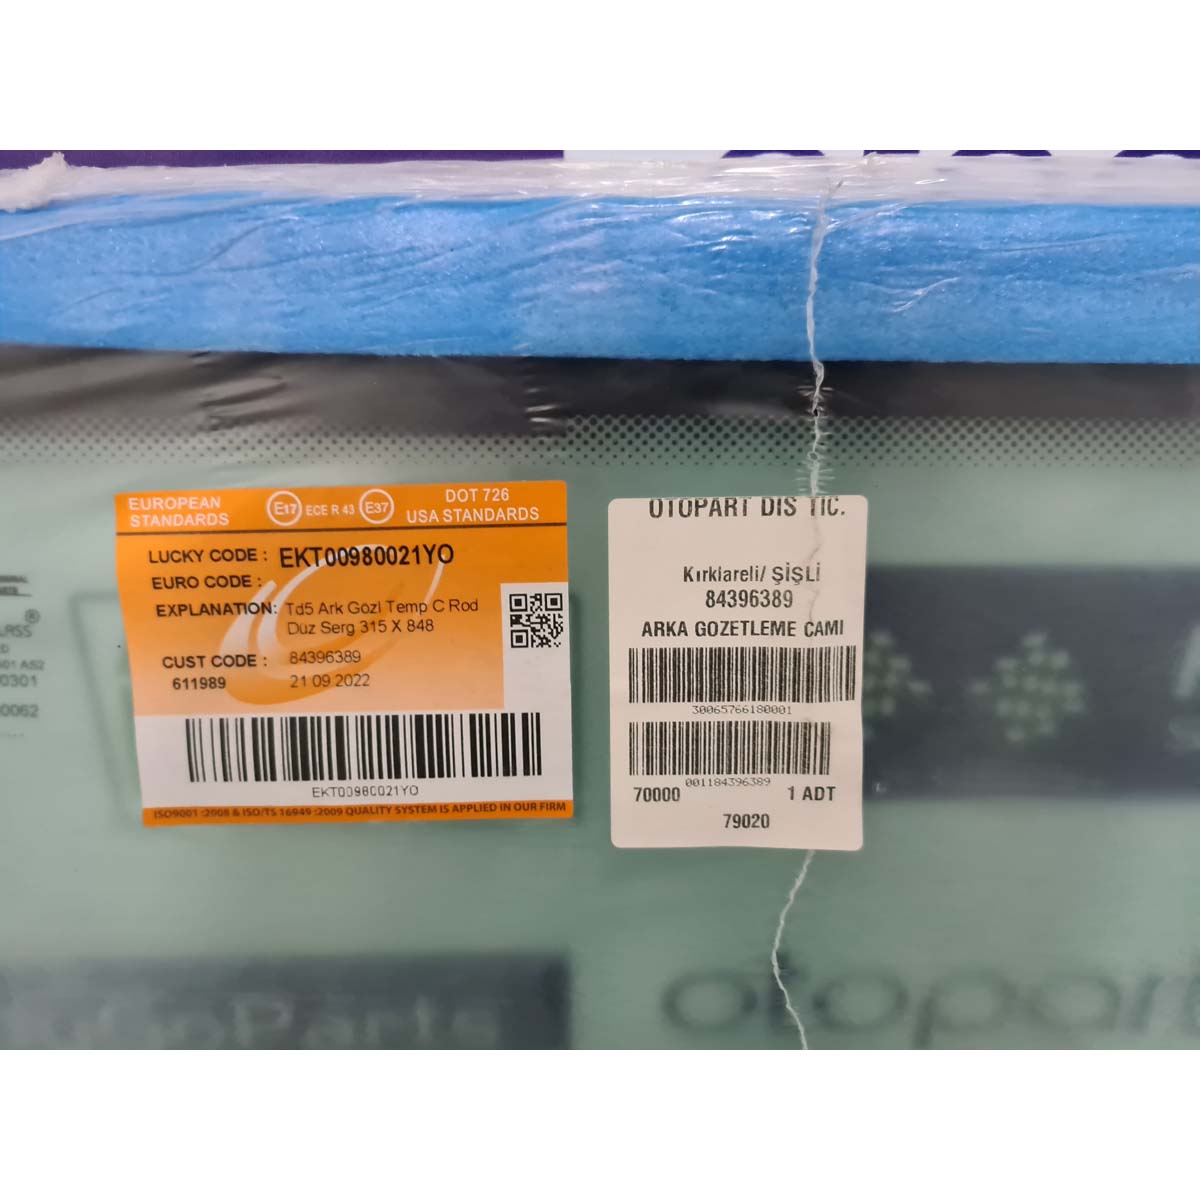 EUROPEAN
STANDARDS
E17 ECE R 43 E37
DOT 726
USA STANDARDS
LUCKY CODE : EKT00980021YO
EURO CODE :
EXPLANATION: Td5 Ark Gözl Temp C Rod
Düz Serg 315 X 848
CUST CODE : 84396389
611989 21 09.2022
EKT00980021YO
ISO9001 :2008 & ISO/TS 16949 :2009 QUALITY SYSTEM IS APPLIED IN OUR FIRM
OTOPART DIS TIC.
Kırklareli/ ŞİŞLİ
84396389
ARKA GOZETLEME CAMI
30065766180001
001184396389
70000 1 ADT
79020
otopart